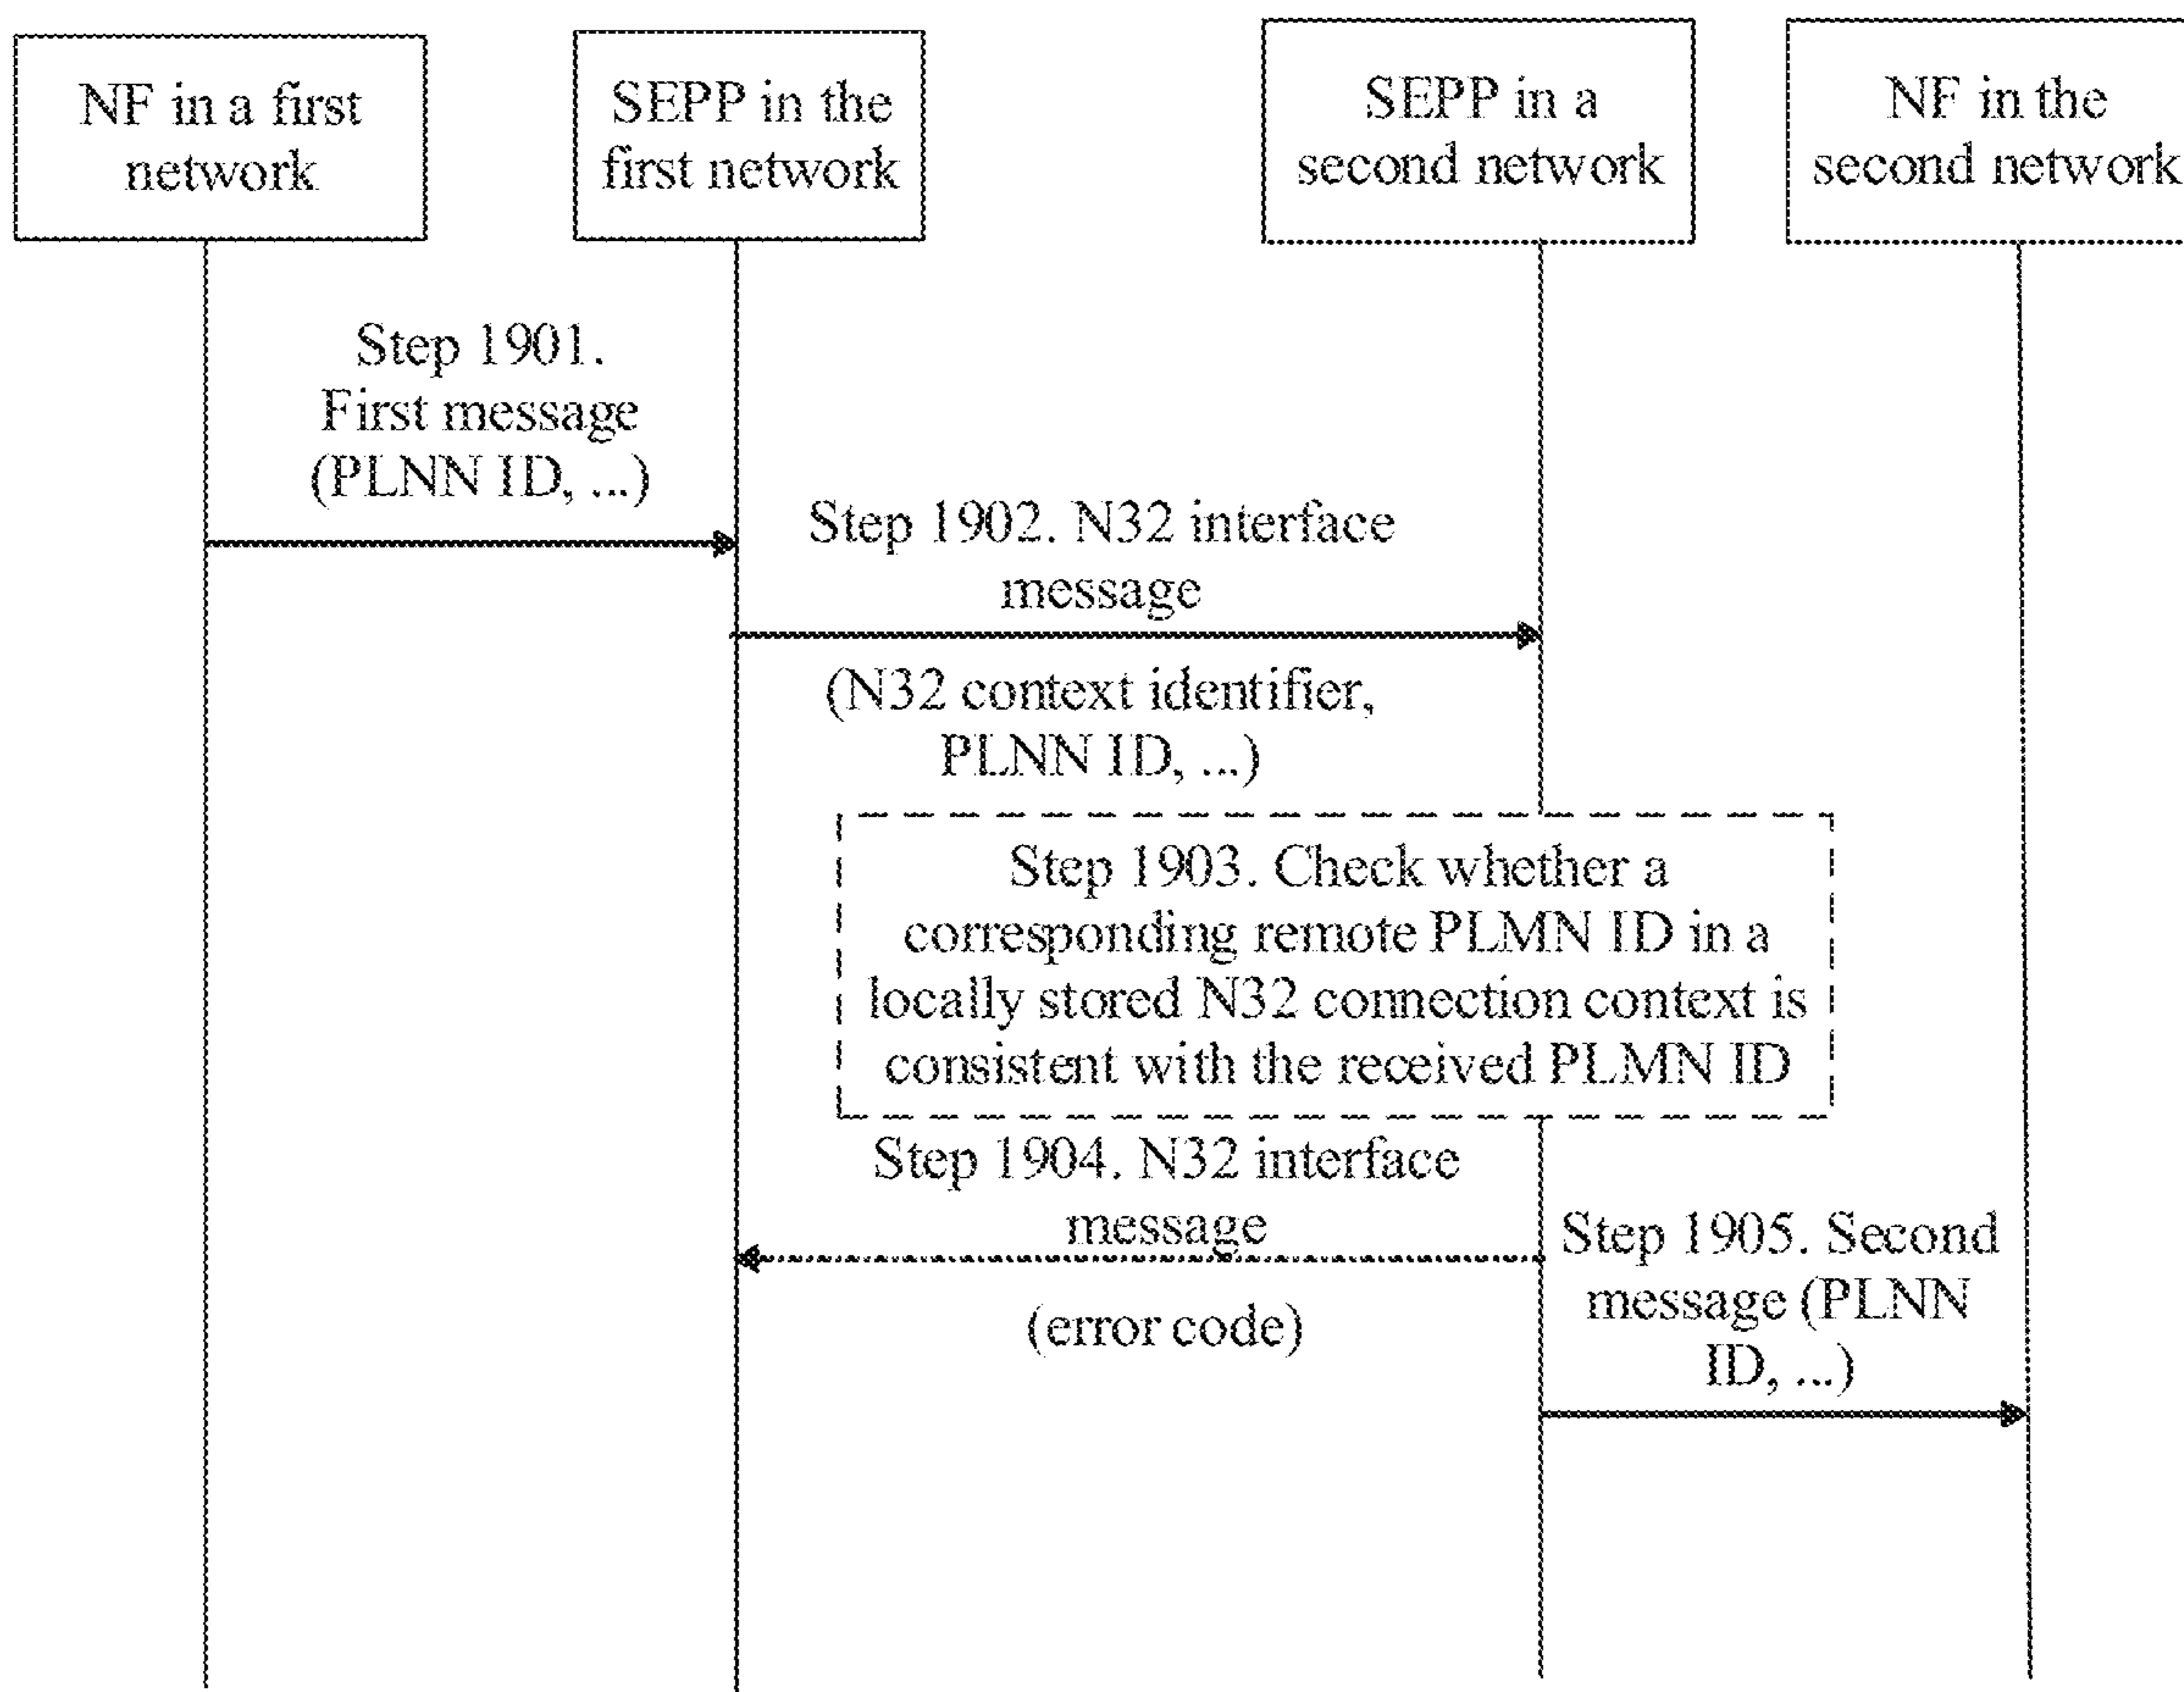 NF in a first
network
SEPP in the
first network
SEPP in a
second network
NF in the
second network
Step 1901.
First message
(PLNN ID, ...)
Step 1902. N32 interface
message
(N32 context identifier,
PLNN ID, ...)
Step 1903. Check whether a
corresponding remote PLMN ID in a
locally stored N32 connection context is
consistent with the received PLMN ID
Step 1904. N32 interface
message
(error code)
Step 1905. Second
message (PLNN
ID, ...)